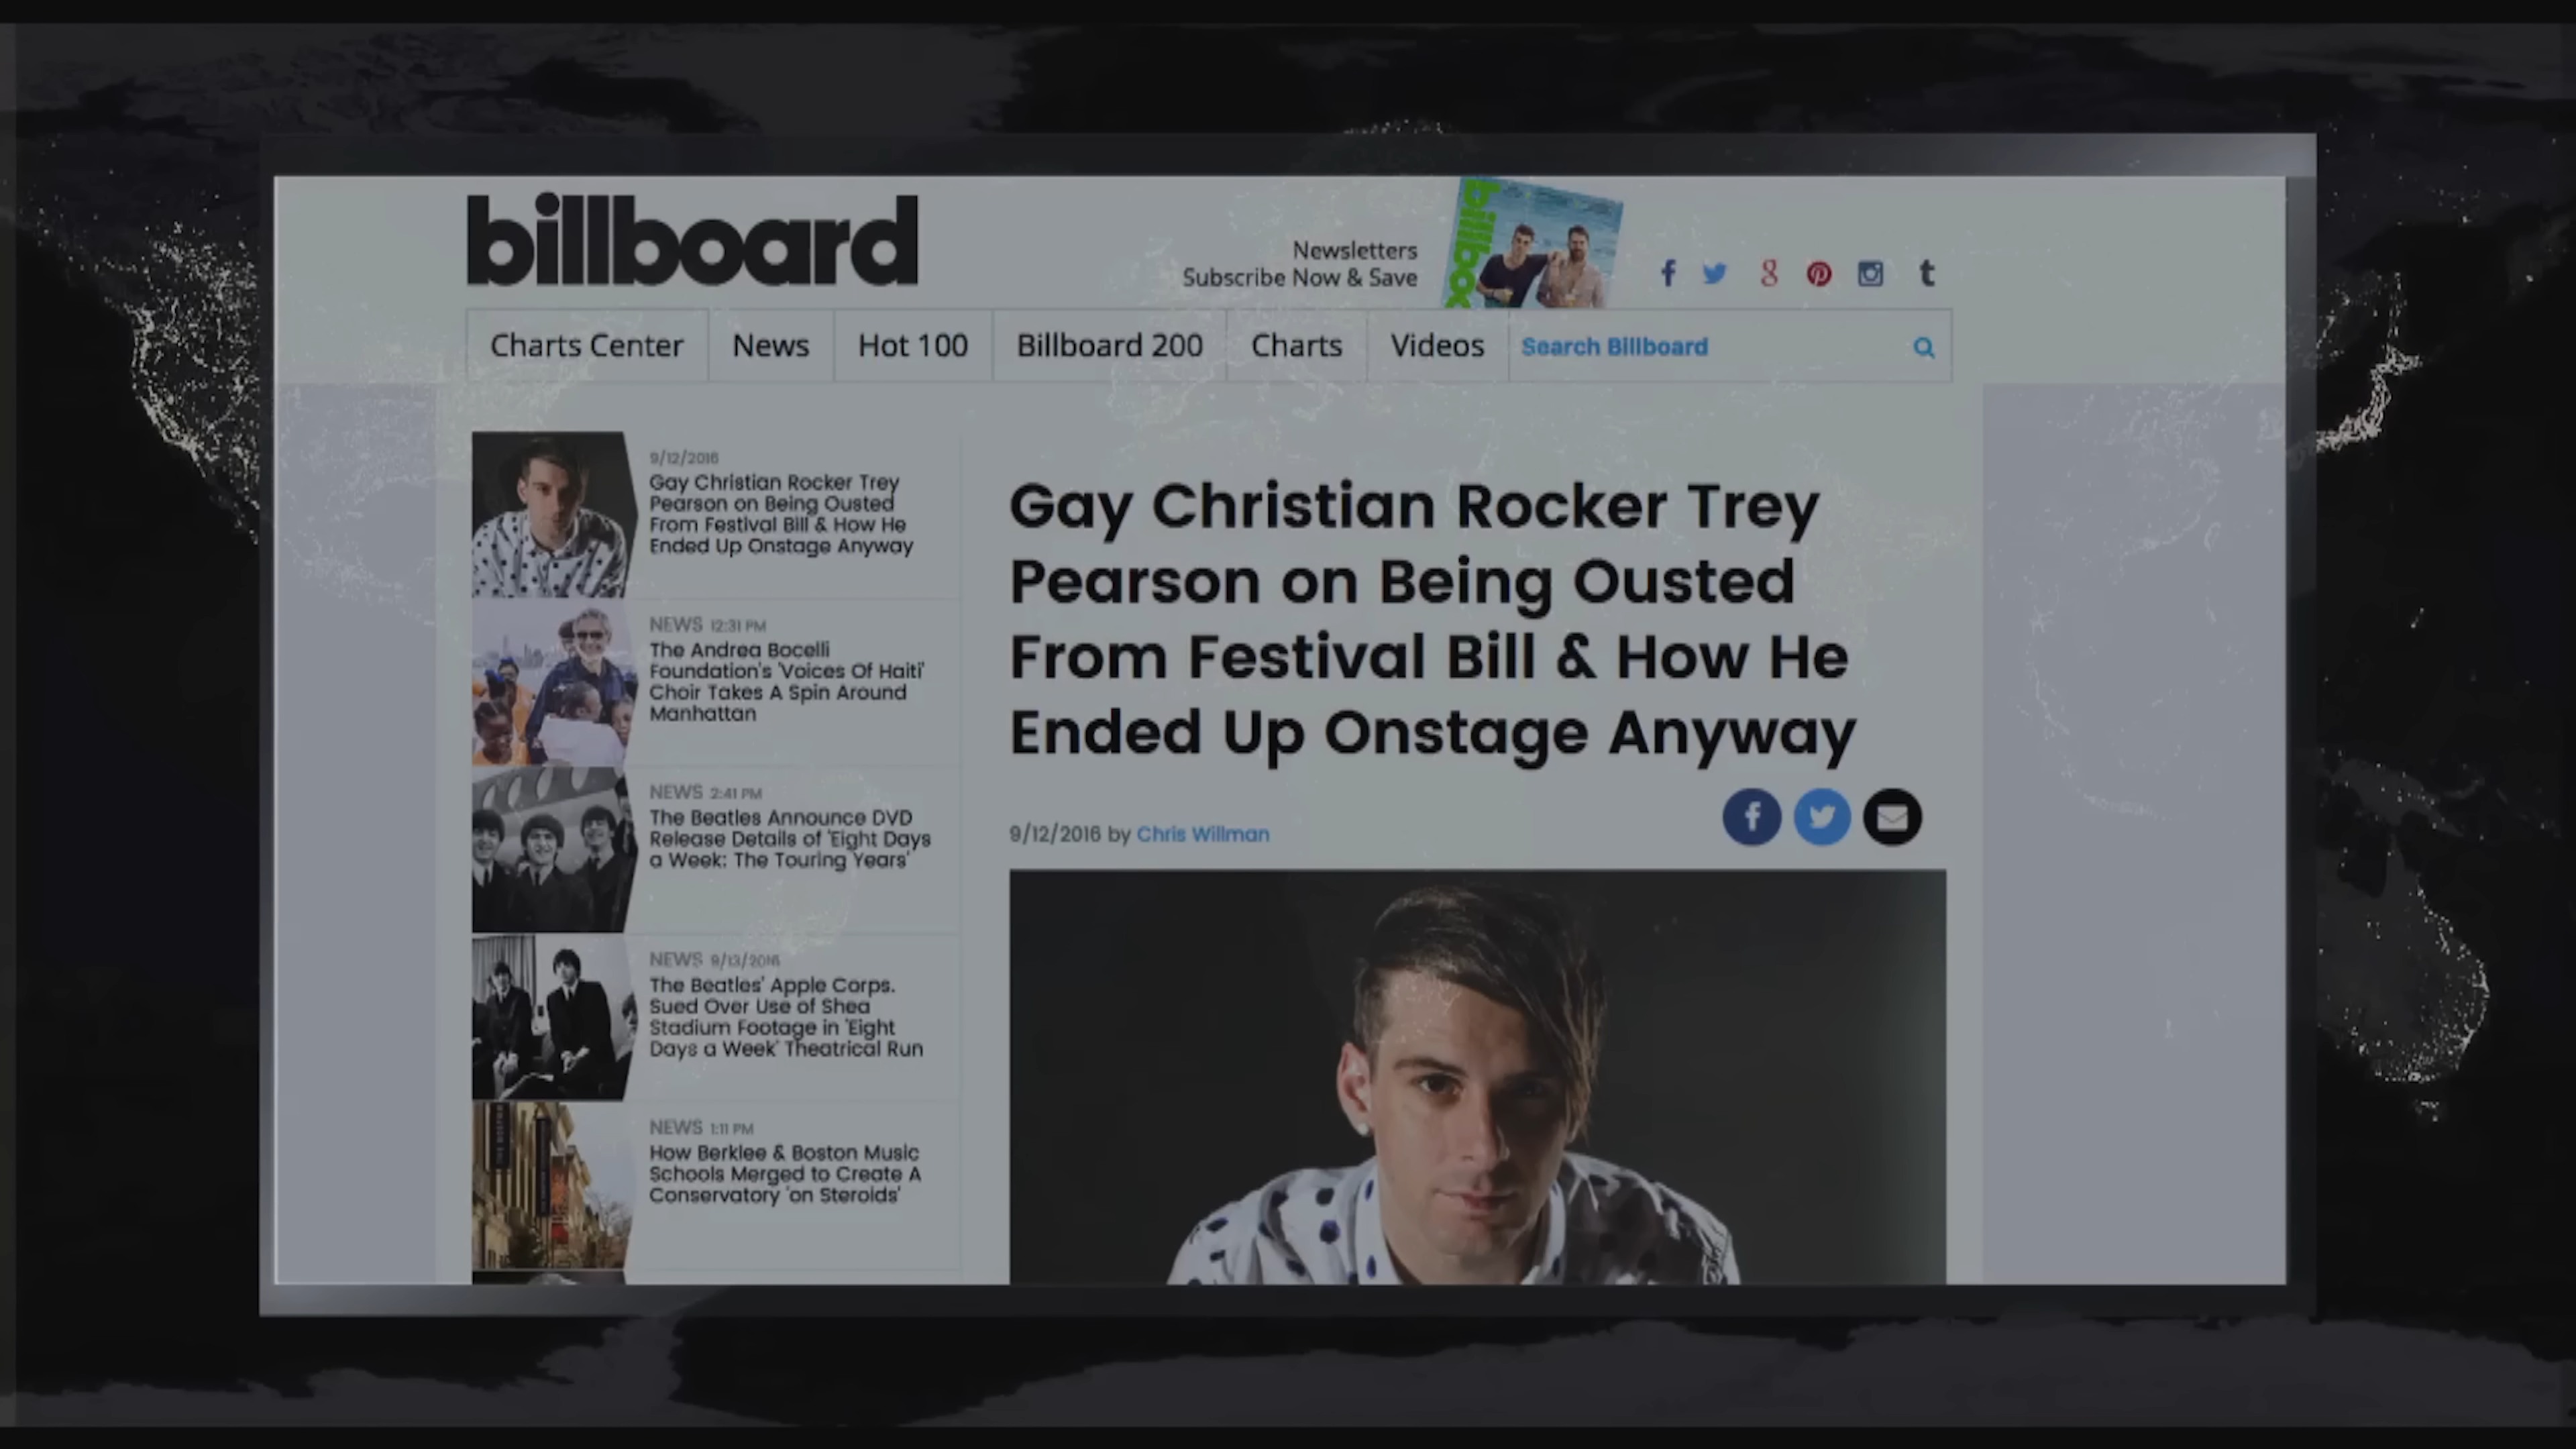 billboard
Newsletters
Subscribe Now & Save
Charts Center
News
Hot 100
Billboard 200
Charts
Videos
Search Billboard
9/12/2016
Gay Christian Rocker Trey
Pearson on Being Ousted
From Festival Bill & How He
Ended Up Onstage Anyway
NEWS 12:31 PM
The Andrea Bocelli
Foundation's 'Voices Of Haiti'
Choir Takes A Spin Around
Manhattan
NEWS 2:41 PM
The Beatles Announce DVD
Release Details of 'Eight Days
a Week: The Touring Years'
NEWS 9/13/2016
The Beatles' Apple Corps.
Sued Over Use of Shea
Stadium Footage in 'Eight
Days a Week' Theatrical Run
NEWS 1:11 PM
How Berklee & Boston Music
Schools Merged to Create A
Conservatory 'on Steroids'
Gay Christian Rocker Trey
Pearson on Being Ousted
From Festival Bill & How He
Ended Up Onstage Anyway
9/12/2016 by Chris Willman